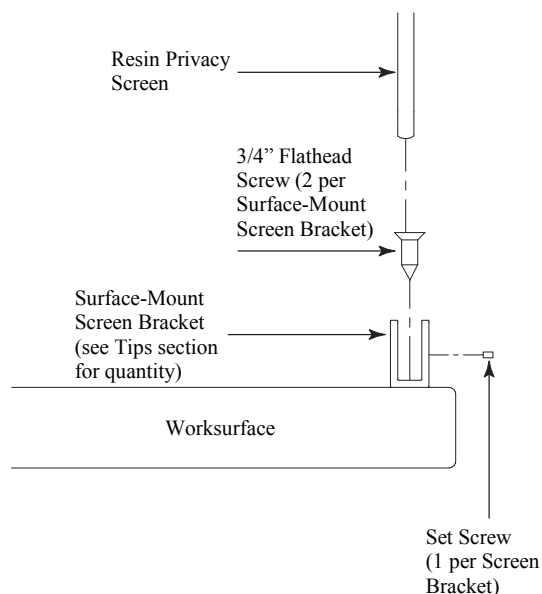 Resin Privacy
Screen
3/4” Flathead
Screw (2 per
Surface-Mount
Screen Bracket)
Surface-Mount
Screen Bracket
(see Tips section
for quantity)
Worksurface
Set Screw
(1 per Screen
Bracket)